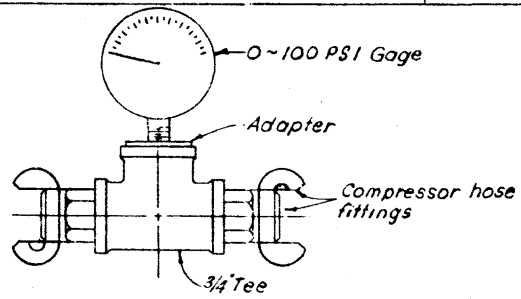 0~100 PSI Gage
Adapter
Compressor hose
fittings
3/4" Tee